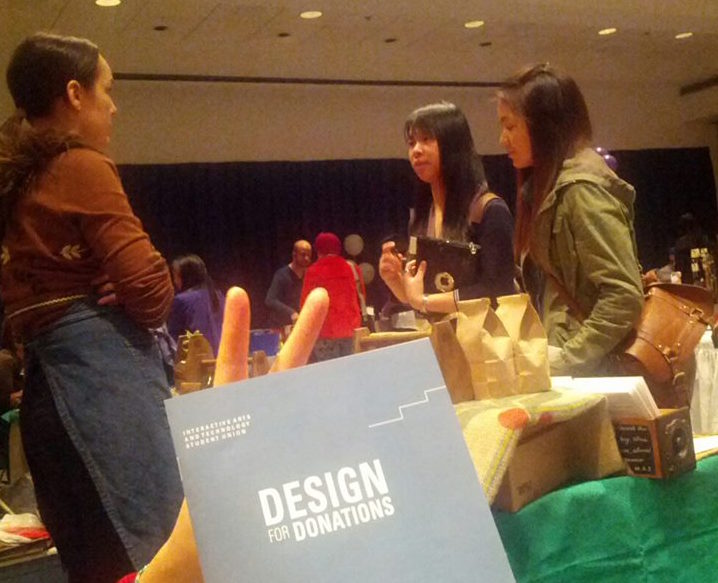 INTERACTIVE ARTS
AND TECHNOLOGY
STUDENT UNION
DESIGN
FOR DONATIONS